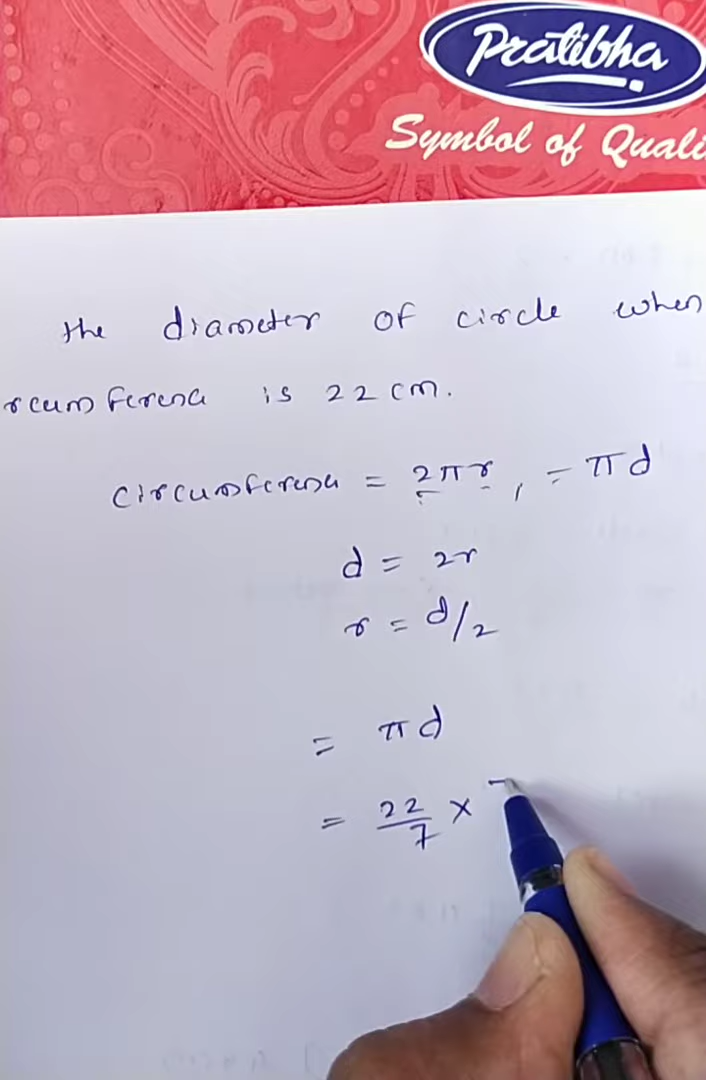 Pratibha
Symbol of Quali
the diameter of circle when
rcumference is 22 cm.
circumference = 2πr, = πd
d = 2r
r = d/2
= πd
= 22/7 ×